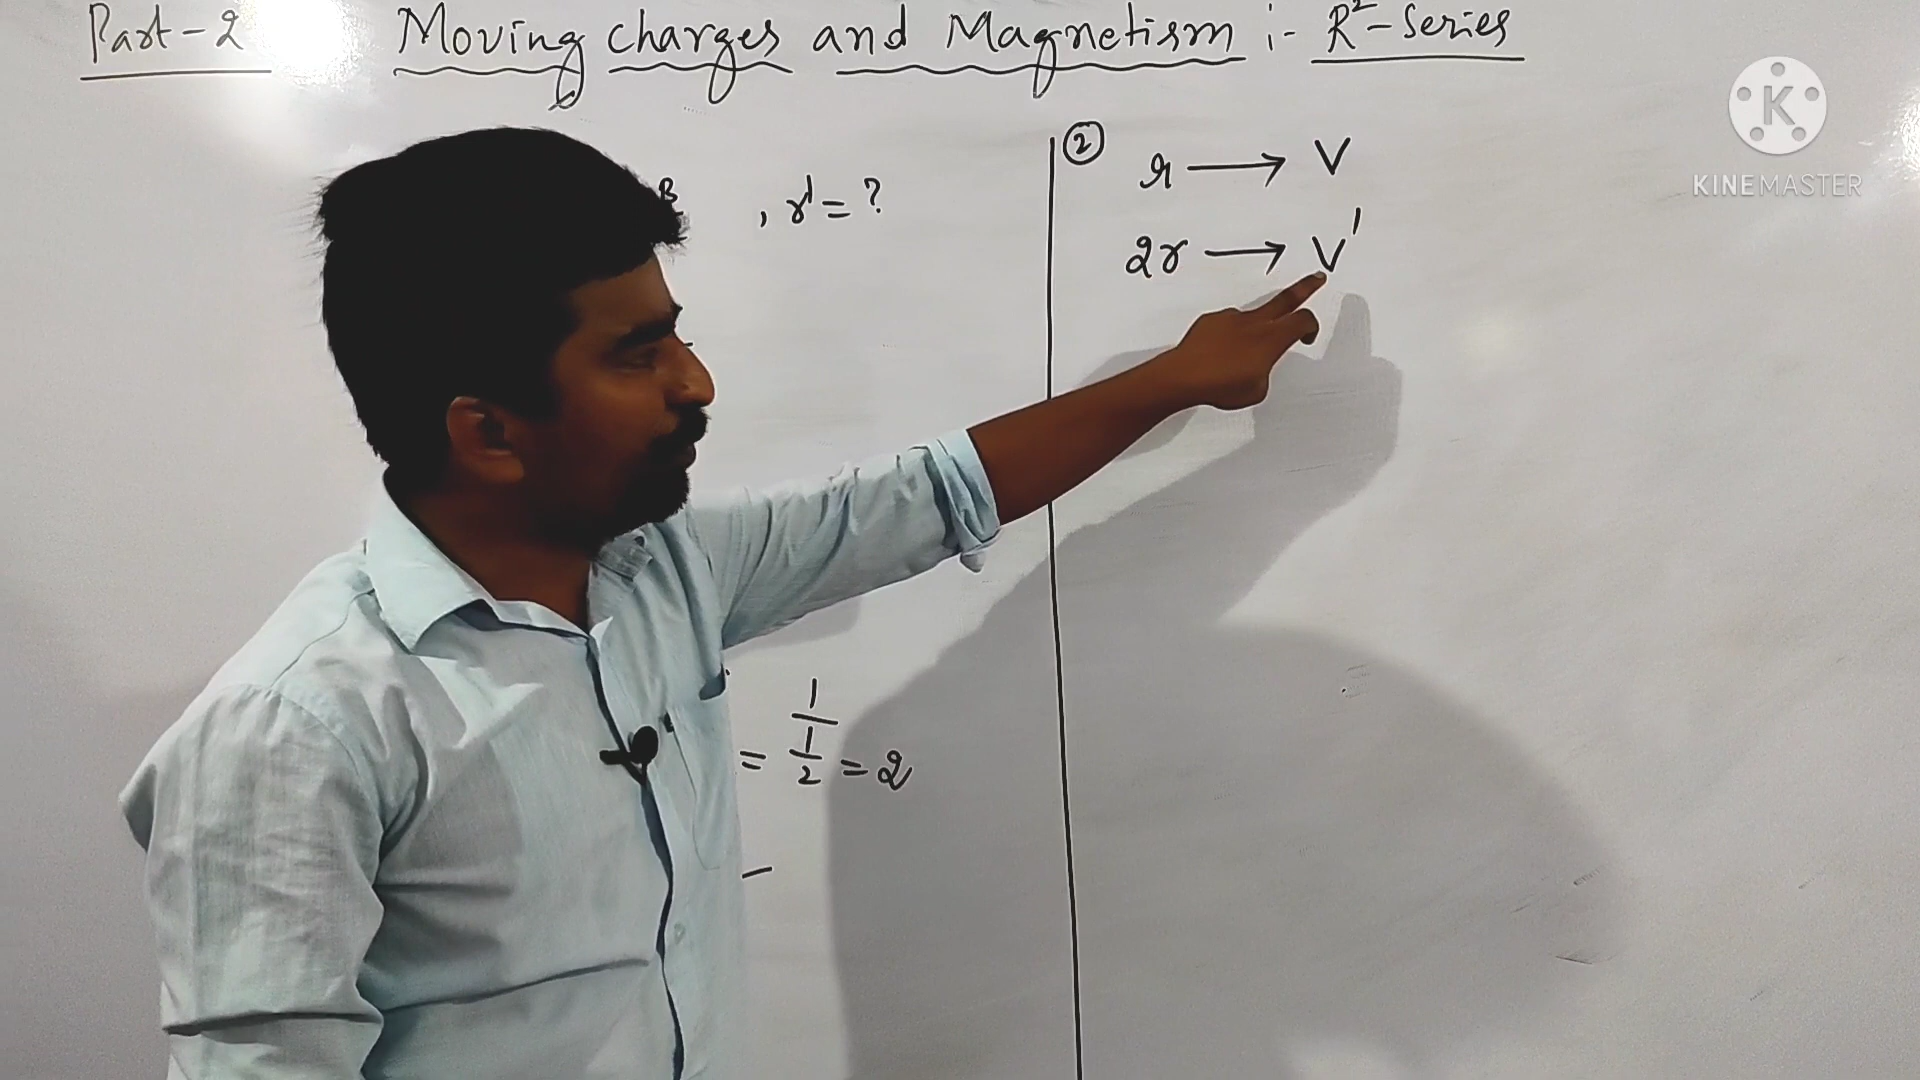 Part-2 Moving charges and Magnetism :- R²-Series
B , r' = ?
= 1/(1/2) = 2
② r → V
2r → V'
KINEMASTER